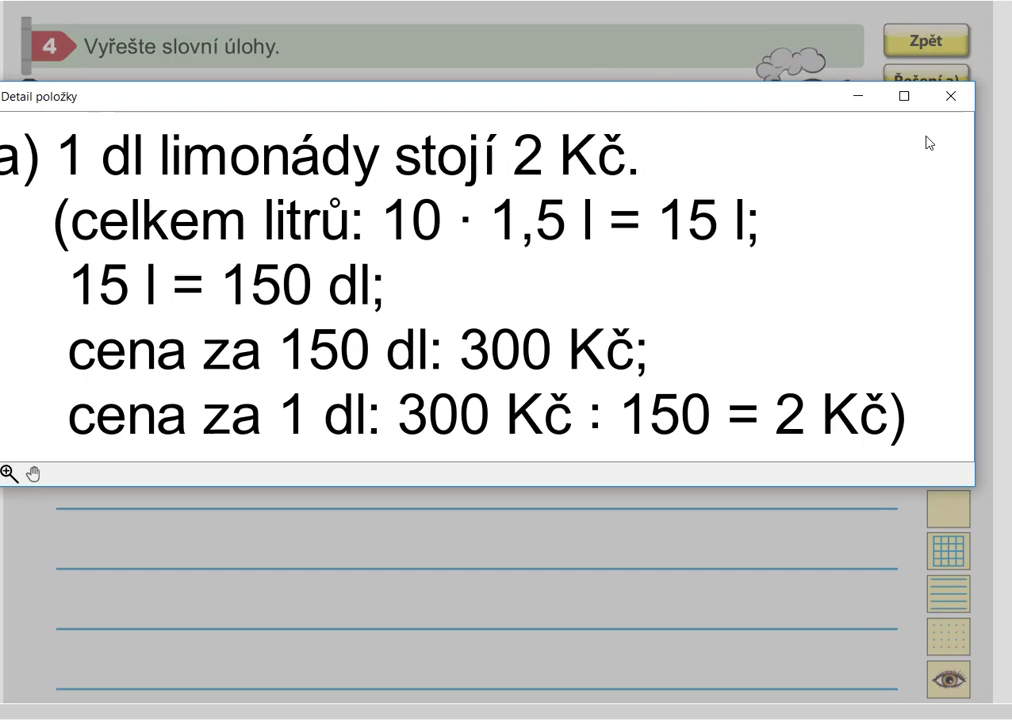 4 Vyřešte slovní úlohy.
Zpět
Řešení a)
Detail položky
a) 1 dl limonády stojí 2 Kč.
(celkem litrů: 10 · 1,5 l = 15 l;
15 l = 150 dl;
cena za 150 dl: 300 Kč;
cena za 1 dl: 300 Kč : 150 = 2 Kč)